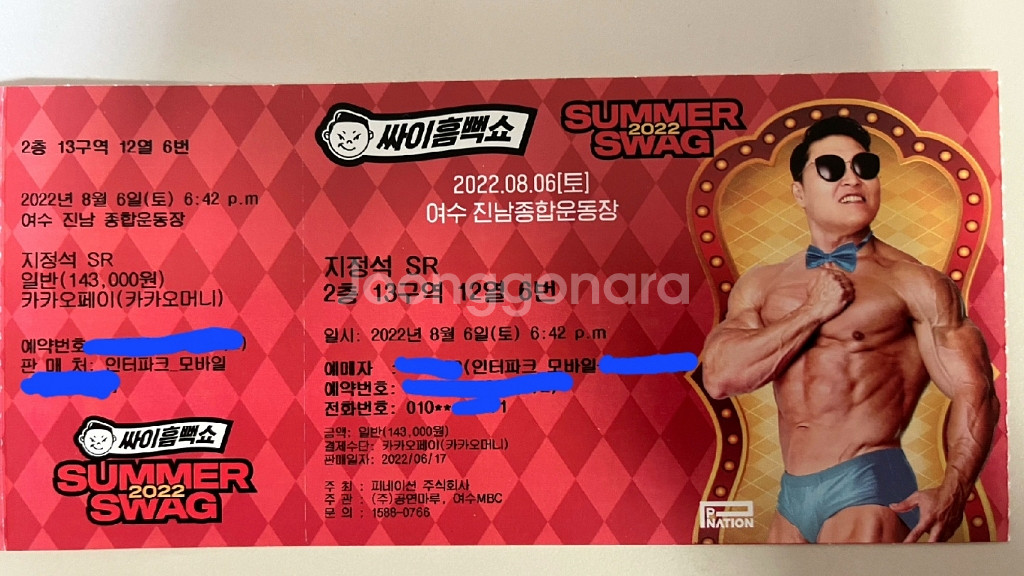 2층 13구역 12열 6번
2022년 8월 6일(토) 6:42 p.m
여수 진남 종합운동장
지정석 SR
일반(143,000원)
카카오페이(카카오머니)
예약번호
판 매 처: 인터파크_모바일
싸이흠뻑쇼
SUMMER
2022
SWAG
싸이흠뻑쇼
SUMMER
2022
SWAG
2022.08.06[토]
여수 진남종합운동장
지정석 SR
2층 13구역 12열 6번
Joonggonara
일시: 2022년 8월 6일(토) 6:42 p.m
예매자 : (인터파크_모바일
예약번호:
전화번호: 010** 1
금액: 일반(143,000원)
결제수단: 카카오페이(카카오머니)
판매일자: 2022/06/17
주 최 : 피네이션 주식회사
주 관 : (주)공연마루, 여수MBC
문 의 : 1588-0766
P NATION